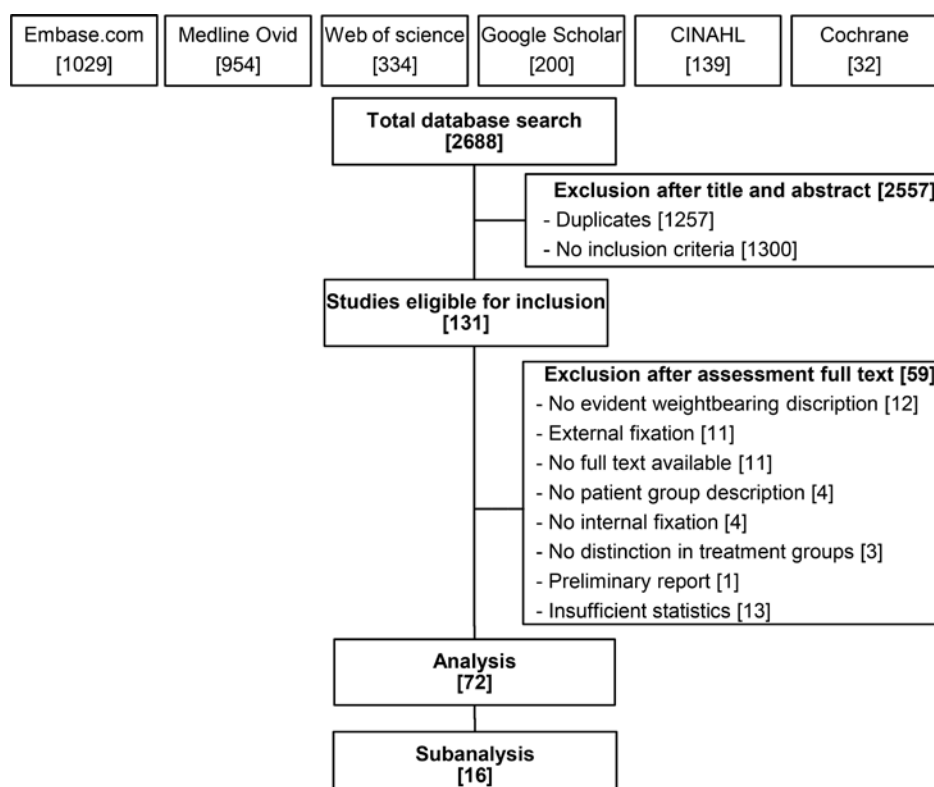 Embase.com
[1029]
Medline Ovid
[954]
Web of science
[334]
Google Scholar
[200]
CINAHL
[139]
Cochrane
[32]
Total database search
[2688]
Exclusion after title and abstract [2557]
- Duplicates [1257]
- No inclusion criteria [1300]
Studies eligible for inclusion
[131]
Exclusion after assessment full text [59]
- No evident weightbearing discription [12]
- External fixation [11]
- No full text available [11]
- No patient group description [4]
- No internal fixation [4]
- No distinction in treatment groups [3]
- Preliminary report [1]
- Insufficient statistics [13]
Analysis
[72]
Subanalysis
[16]